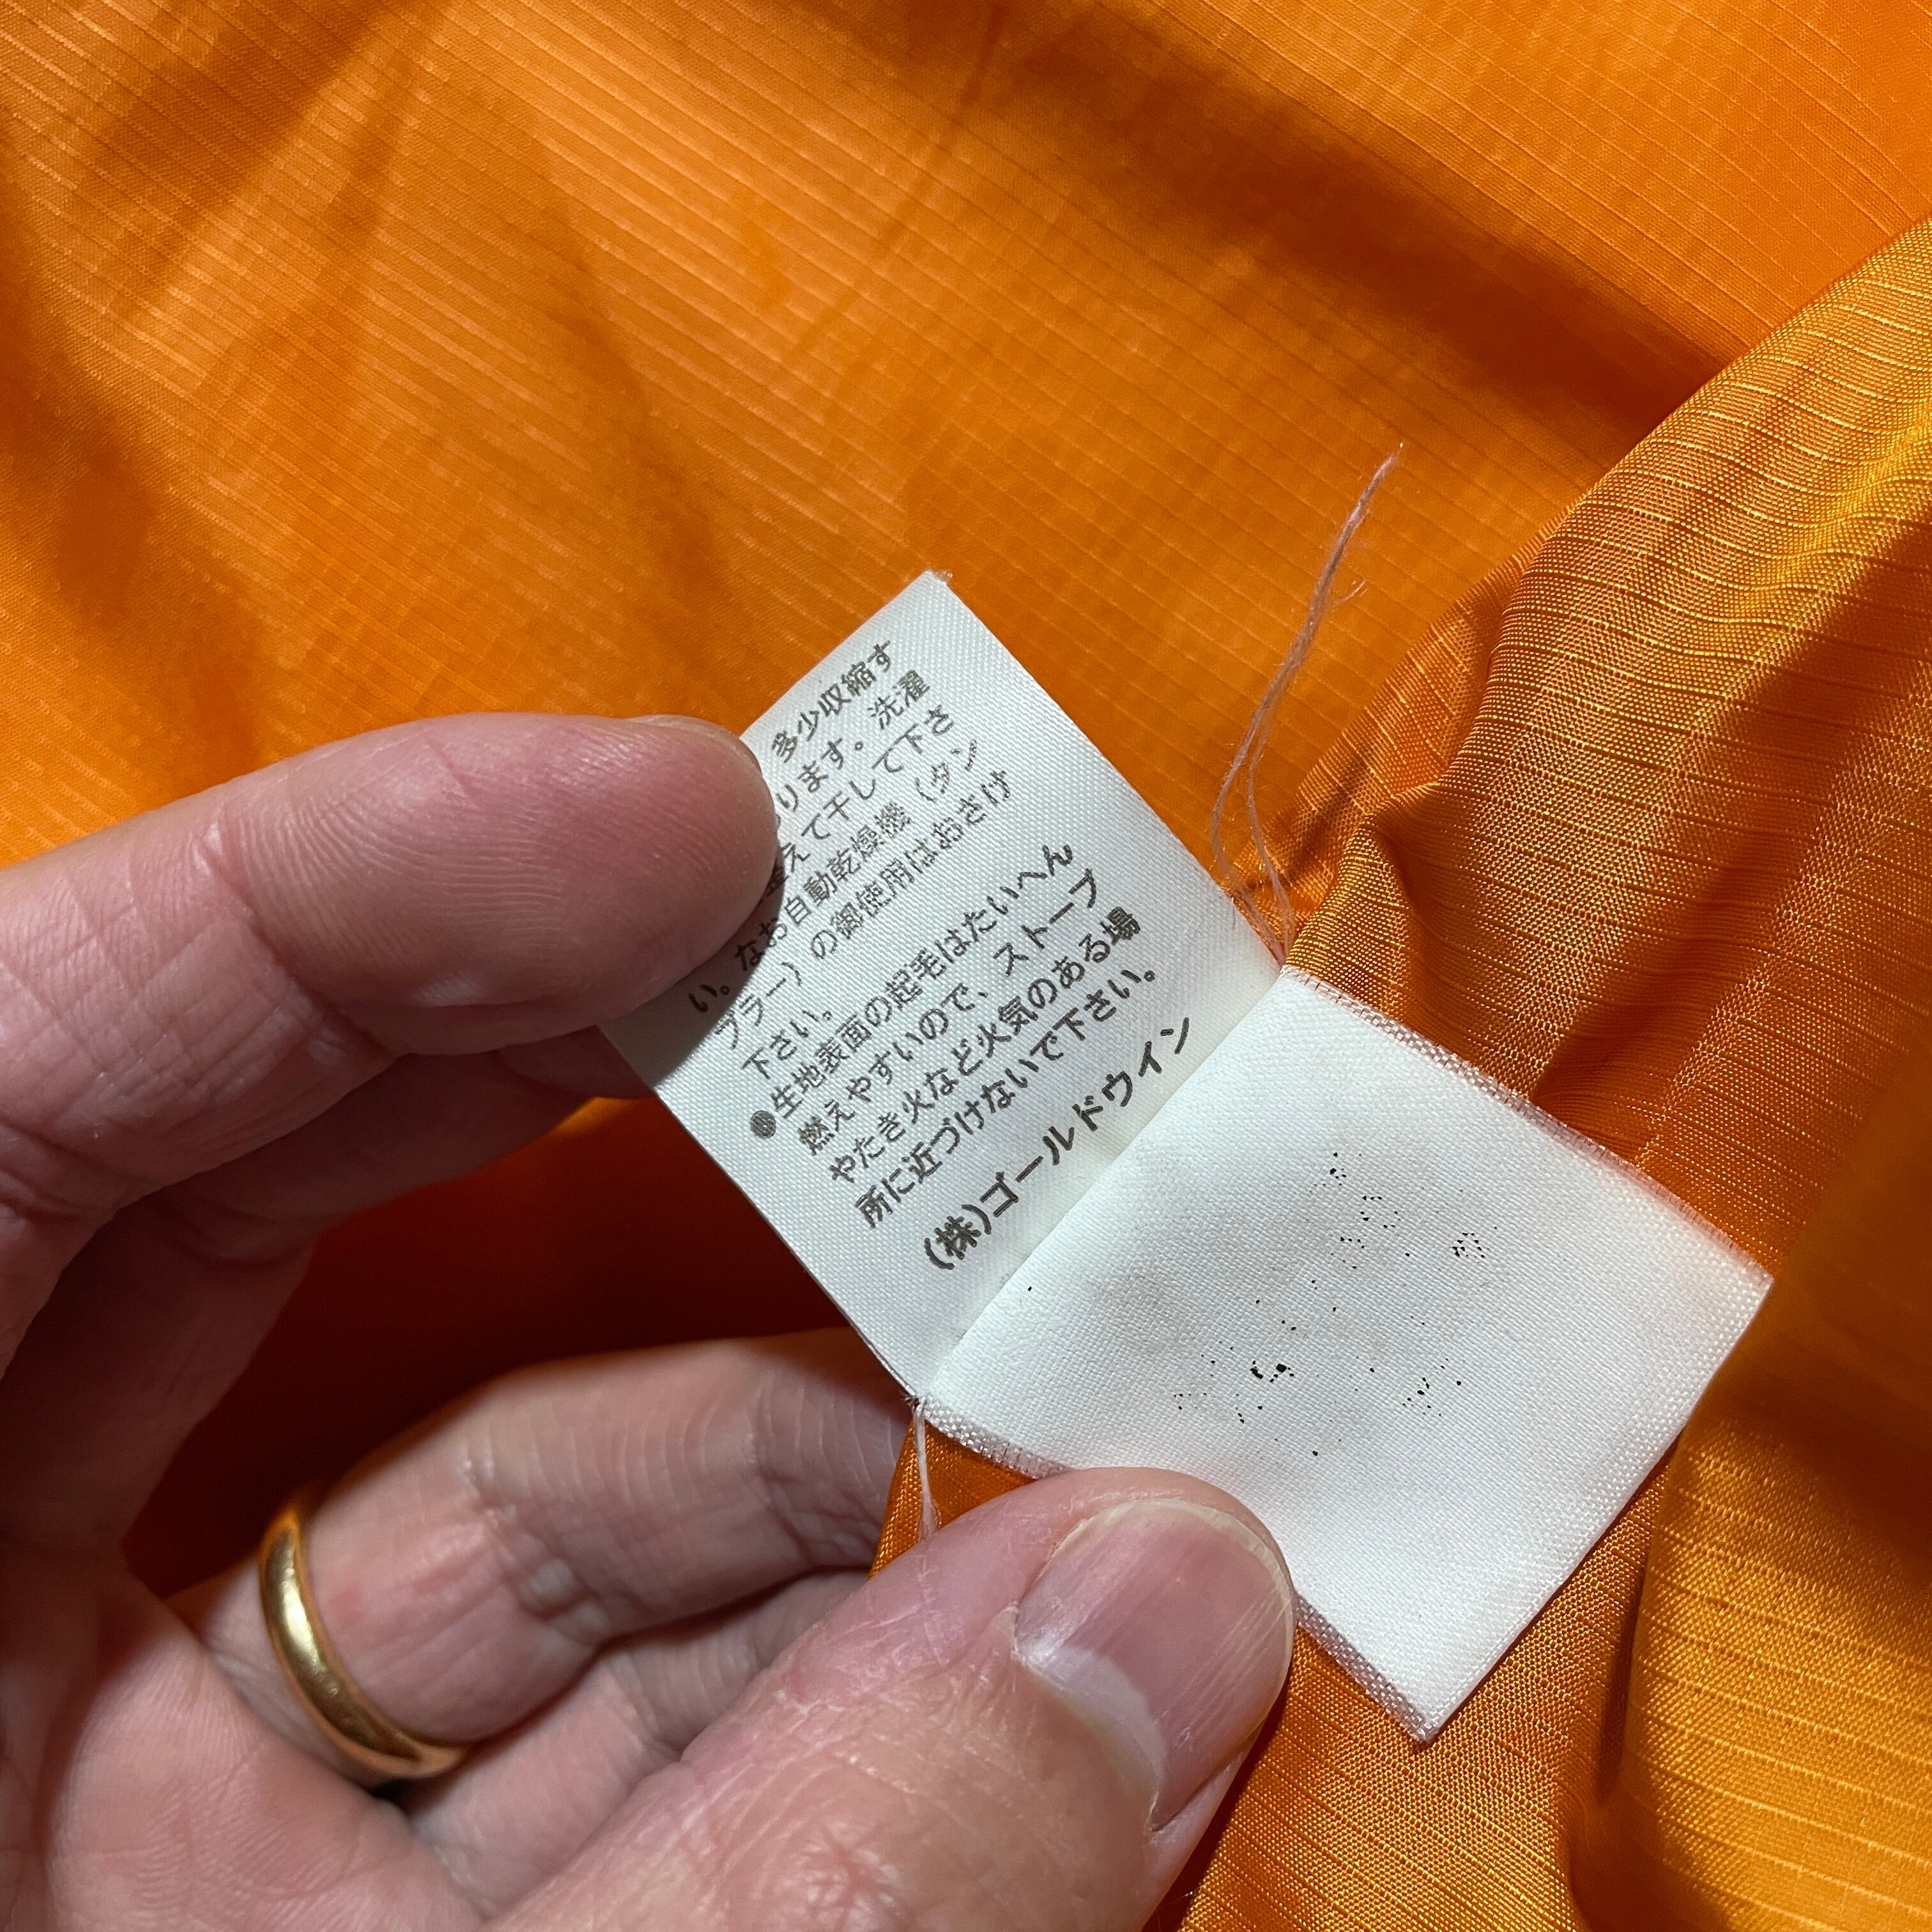 多少収縮す
ります。洗濯
えて干して下さ
い。なお自動乾燥機（タン
ブラー）の御使用はおさけ
下さい。
●生地表面の起毛はたいへん
燃えやすいので、ストーブ
やたき火など火気のある場
所に近づけないで下さい。
(株)ゴールドウイン